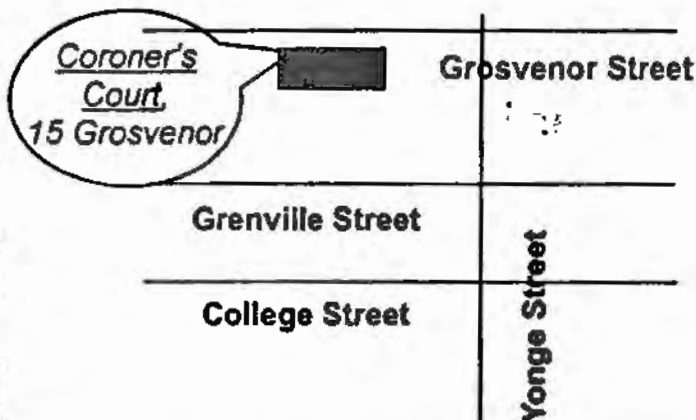 Coroner's
Court,
15 Grosvenor
Grosvenor Street
Grenville Street
College Street
Yonge Street